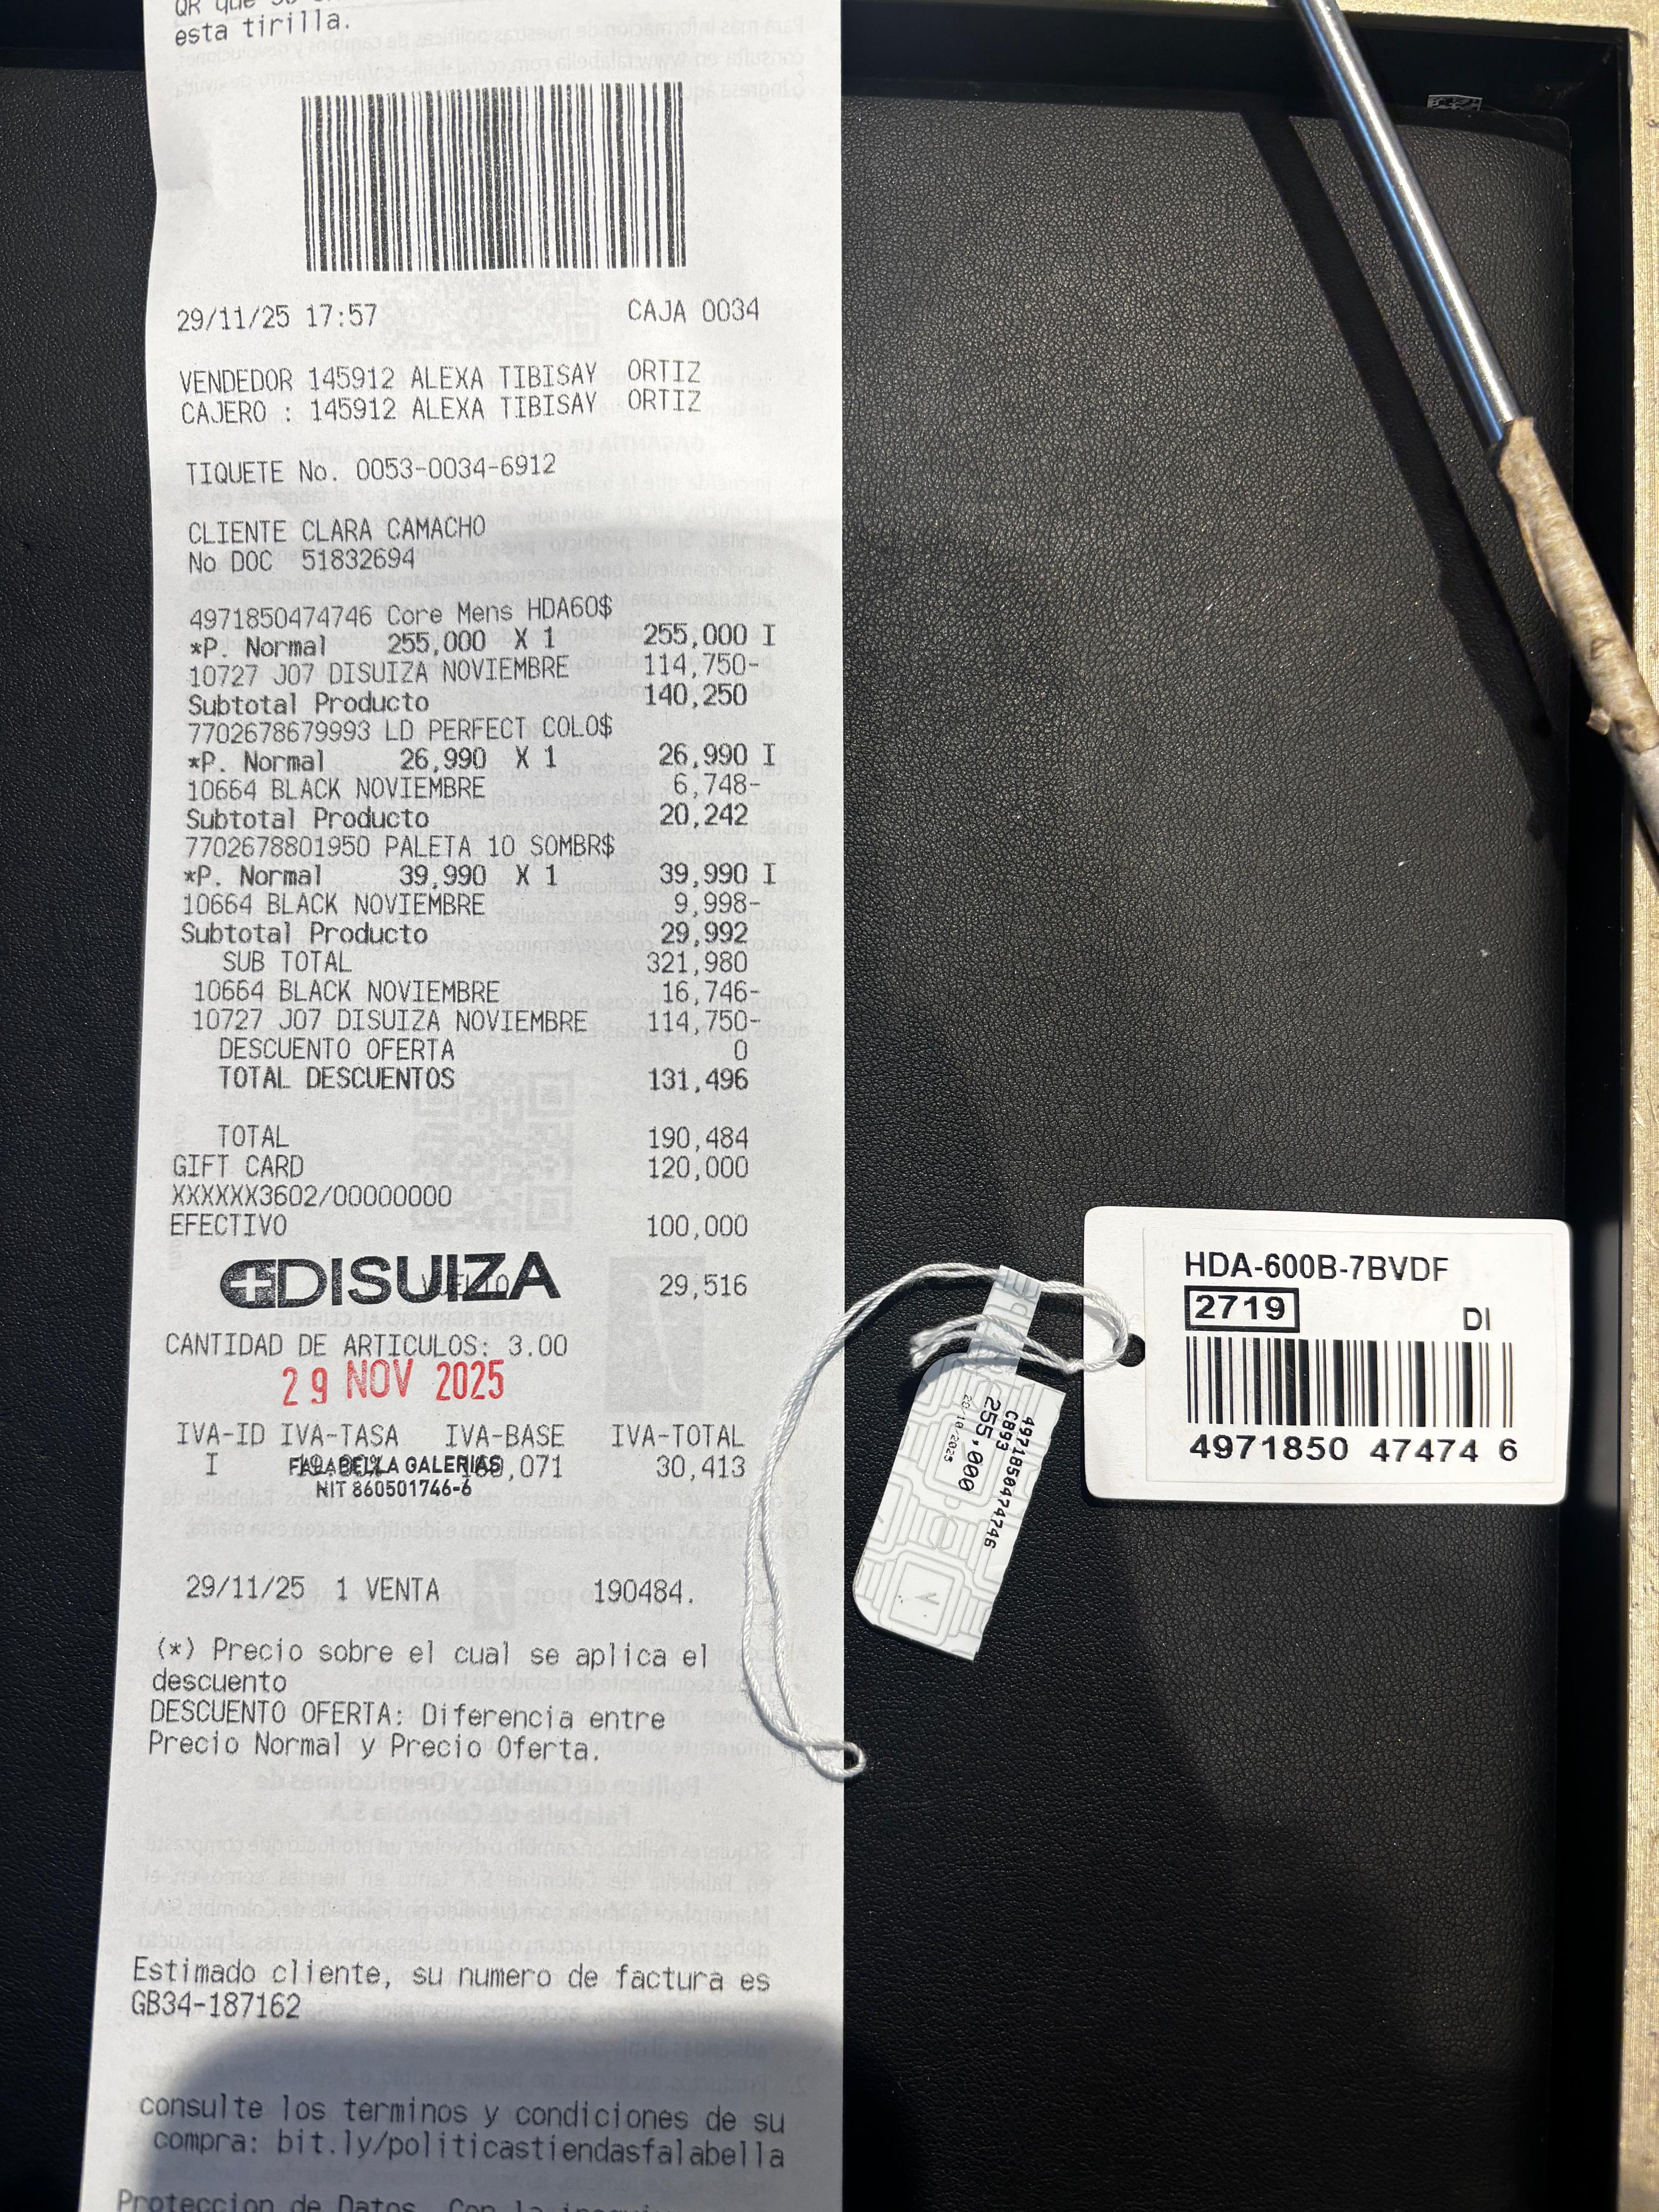 esta tirilla.
29/11/25 17:57 CAJA 0034
VENDEDOR 145912 ALEXA TIBISAY ORTIZ
CAJERO : 145912 ALEXA TIBISAY ORTIZ
TIQUETE No. 0053-0034-6912
CLIENTE CLARA CAMACHO
No DOC 51832694
4971850474746 Core Mens HDA60$
*P. Normal 255,000 X 1 255,000 I
10727 J07 DISUIZA NOVIEMBRE 114,750-
Subtotal Producto 140,250
7702678679993 LD PERFECT COLO$
*P. Normal 26,990 X 1 26,990 I
10664 BLACK NOVIEMBRE 6,748-
Subtotal Producto 20,242
7702678801950 PALETA 10 SOMBR$
*P. Normal 39,990 X 1 39,990 I
10664 BLACK NOVIEMBRE 9,998-
Subtotal Producto 29,992
SUB TOTAL 321,980
10664 BLACK NOVIEMBRE 16,746-
10727 J07 DISUIZA NOVIEMBRE 114,750-
DESCUENTO OFERTA 0
TOTAL DESCUENTOS 131,496
TOTAL 190,484
GIFT CARD 120,000
XXXXXX3602/00000000
EFECTIVO 100,000
DISUIZA
29,516
CANTIDAD DE ARTICULOS: 3.00
29 NOV 2025
IVA-ID IVA-TASA IVA-BASE IVA-TOTAL
I 30,413
FALABELLA GALERIAS
NIT 860501746-6
29/11/25 1 VENTA 190484.
(*) Precio sobre el cual se aplica el
descuento
DESCUENTO OFERTA: Diferencia entre
Precio Normal y Precio Oferta.
Estimado cliente, su numero de factura es
GB34-187162
consulte los terminos y condiciones de su
compra: bit.ly/politicastiendasfalabella
Proteccion de Datos. Con la
HDA-600B-7BVDF
2719 DI
4971850 47474 6
4971850474746
CB93
255,000